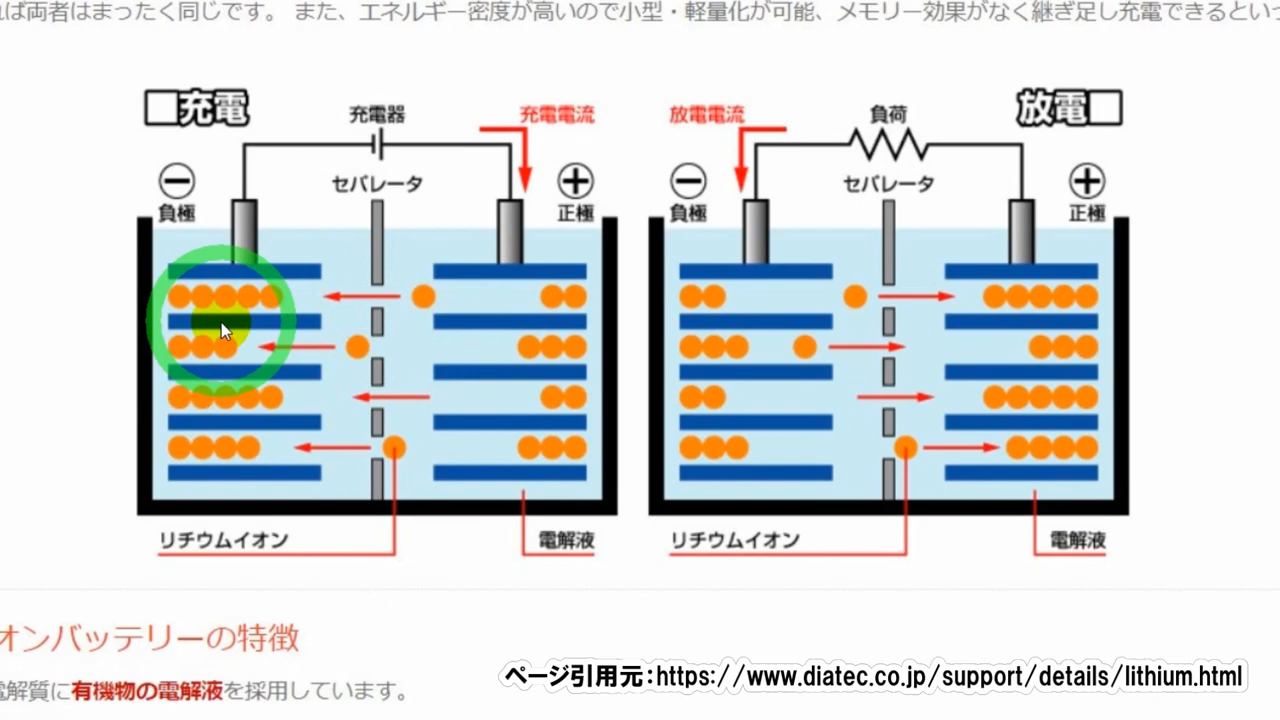 れば両者はまったく同じです。 また、エネルギー密度が高いので小型・軽量化が可能、メモリー効果がなく継ぎ足し充電できるといっ
□充電
充電器
充電電流
セパレータ
⊖
負極
⊕
正極
リチウムイオン
電解液
放電□
放電電流
負荷
セパレータ
⊖
負極
⊕
正極
リチウムイオン
電解液
オンバッテリーの特徴
電解質に有機物の電解液を採用しています。
ページ引用元:https://www.diatec.co.jp/support/details/lithium.html